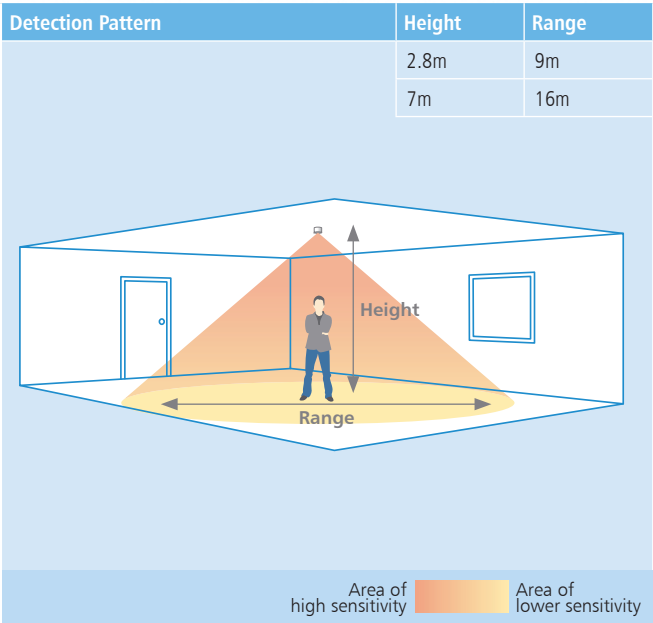 Detection Pattern Height Range
2.8m 9m
7m 16m
Height
Range
Area of
high sensitivity
Area of
lower sensitivity